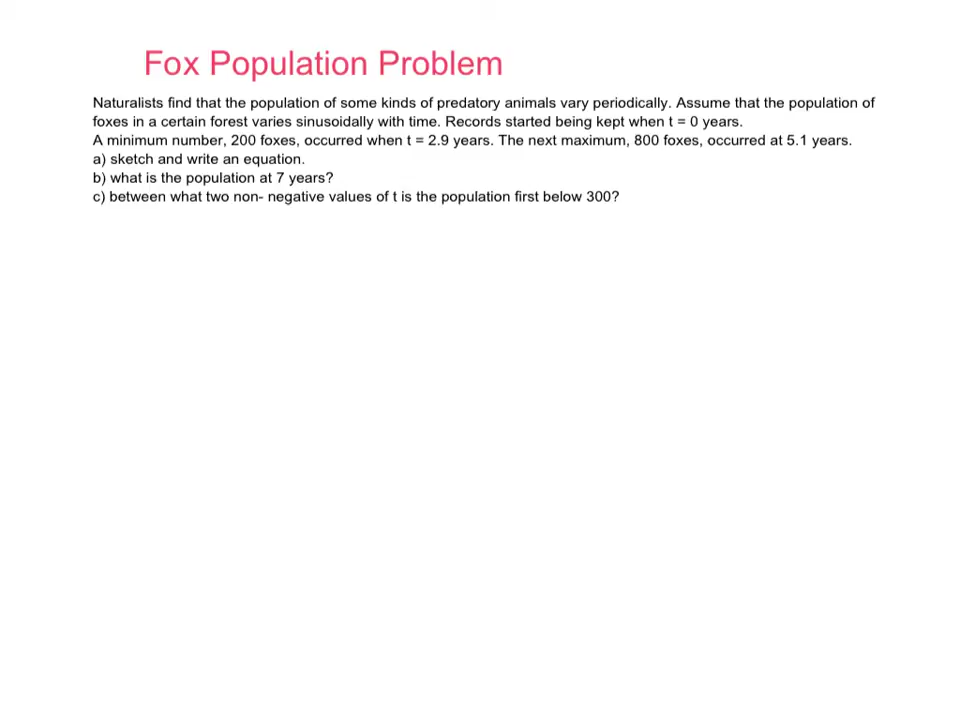 Fox Population Problem
Naturalists find that the population of some kinds of predatory animals vary periodically. Assume that the population of
foxes in a certain forest varies sinusoidally with time. Records started being kept when t = 0 years.
A minimum number, 200 foxes, occurred when t = 2.9 years. The next maximum, 800 foxes, occurred at 5.1 years.
a) sketch and write an equation.
b) what is the population at 7 years?
c) between what two non- negative values of t is the population first below 300?